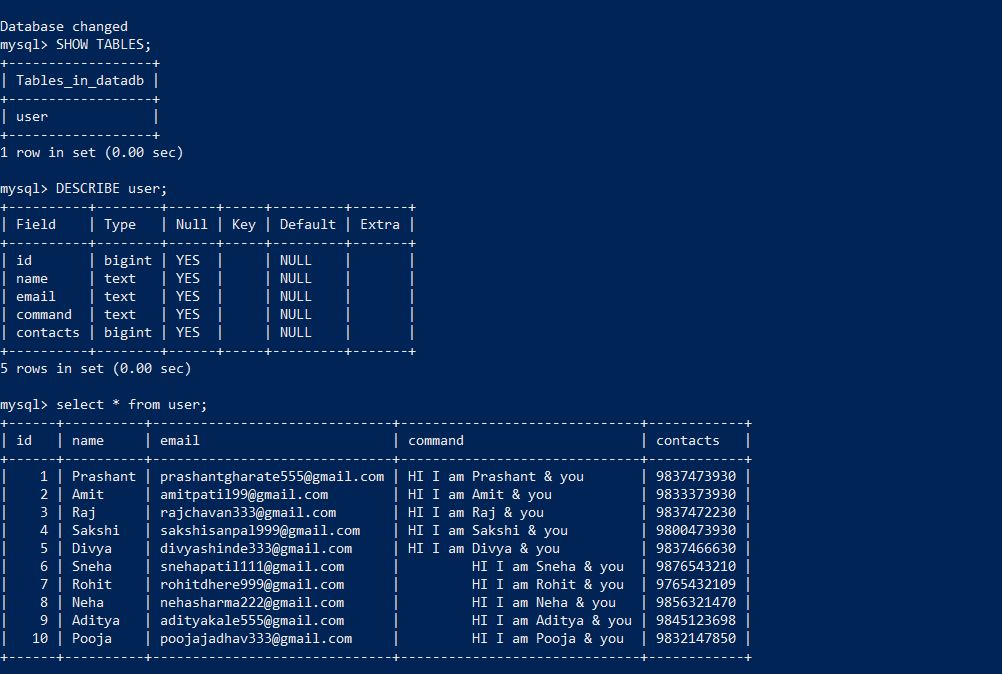 Database changed
mysql> SHOW TABLES;
+------------------+
| Tables_in_datadb |
+------------------+
| user             |
+------------------+
1 row in set (0.00 sec)

mysql> DESCRIBE user;
+----------+--------+------+-----+---------+-------+
| Field    | Type   | Null | Key | Default | Extra |
+----------+--------+------+-----+---------+-------+
| id       | bigint | YES  |     | NULL    |       |
| name     | text   | YES  |     | NULL    |       |
| email    | text   | YES  |     | NULL    |       |
| command  | text   | YES  |     | NULL    |       |
| contacts | bigint | YES  |     | NULL    |       |
+----------+--------+------+-----+---------+-------+
5 rows in set (0.00 sec)

mysql> select * from user;
+------+----------+------------------------------+------------------------------+------------+
| id   | name     | email                        | command                      | contacts   |
+------+----------+------------------------------+------------------------------+------------+
|    1 | Prashant | prashantgharate555@gmail.com | HI I am Prashant & you       | 9837473930 |
|    2 | Amit     | amitpatil99@gmail.com        | HI I am Amit & you           | 9833373930 |
|    3 | Raj      | rajchavan333@gmail.com       | HI I am Raj & you            | 9837472230 |
|    4 | Sakshi   | sakshisanpal999@gmail.com    | HI I am Sakshi & you         | 9800473930 |
|    5 | Divya    | divyashinde333@gmail.com     | HI I am Divya & you          | 9837466630 |
|    6 | Sneha    | snehapatil111@gmail.com      |         HI I am Sneha & you  | 9876543210 |
|    7 | Rohit    | rohitdhere999@gmail.com      |         HI I am Rohit & you  | 9765432109 |
|    8 | Neha     | nehasharma222@gmail.com      |         HI I am Neha & you   | 9856321470 |
|    9 | Aditya   | adityakale555@gmail.com      |         HI I am Aditya & you | 9845123698 |
|   10 | Pooja    | poojajadhav333@gmail.com     |         HI I am Pooja & you  | 9832147850 |
+------+----------+------------------------------+------------------------------+------------+